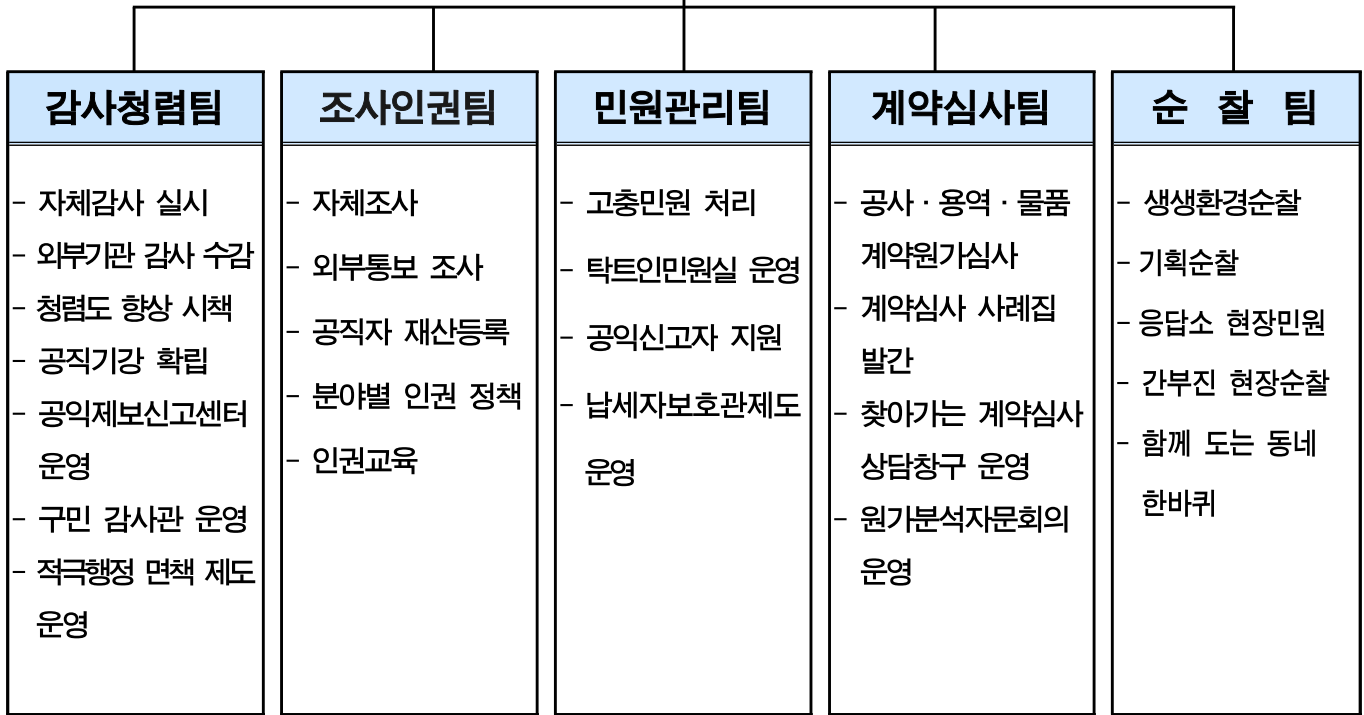 감사청렴팀
- 자체감사 실시
- 외부기관 감사 수감
- 청렴도 향상 시책
- 공직기강 확립
- 공익제보신고센터
운영
- 구민 감사관 운영
- 적극행정 면책 제도
운영
조사인권팀
- 자체조사
- 외부통보 조사
- 공직자 재산등록
- 분야별 인권 정책
- 인권교육
민원관리팀
- 고충민원 처리
- 탁트인민원실 운영
- 공익신고자 지원
- 납세자보호관제도
운영
계약심사팀
- 공사·용역·물품
계약원가심사
- 계약심사 사례집
발간
- 찾아가는 계약심사
상담창구 운영
- 원가분석자문회의
운영
순 찰 팀
- 생생환경순찰
- 기획순찰
- 응답소 현장민원
- 간부진 현장순찰
- 함께 도는 동네
한바퀴